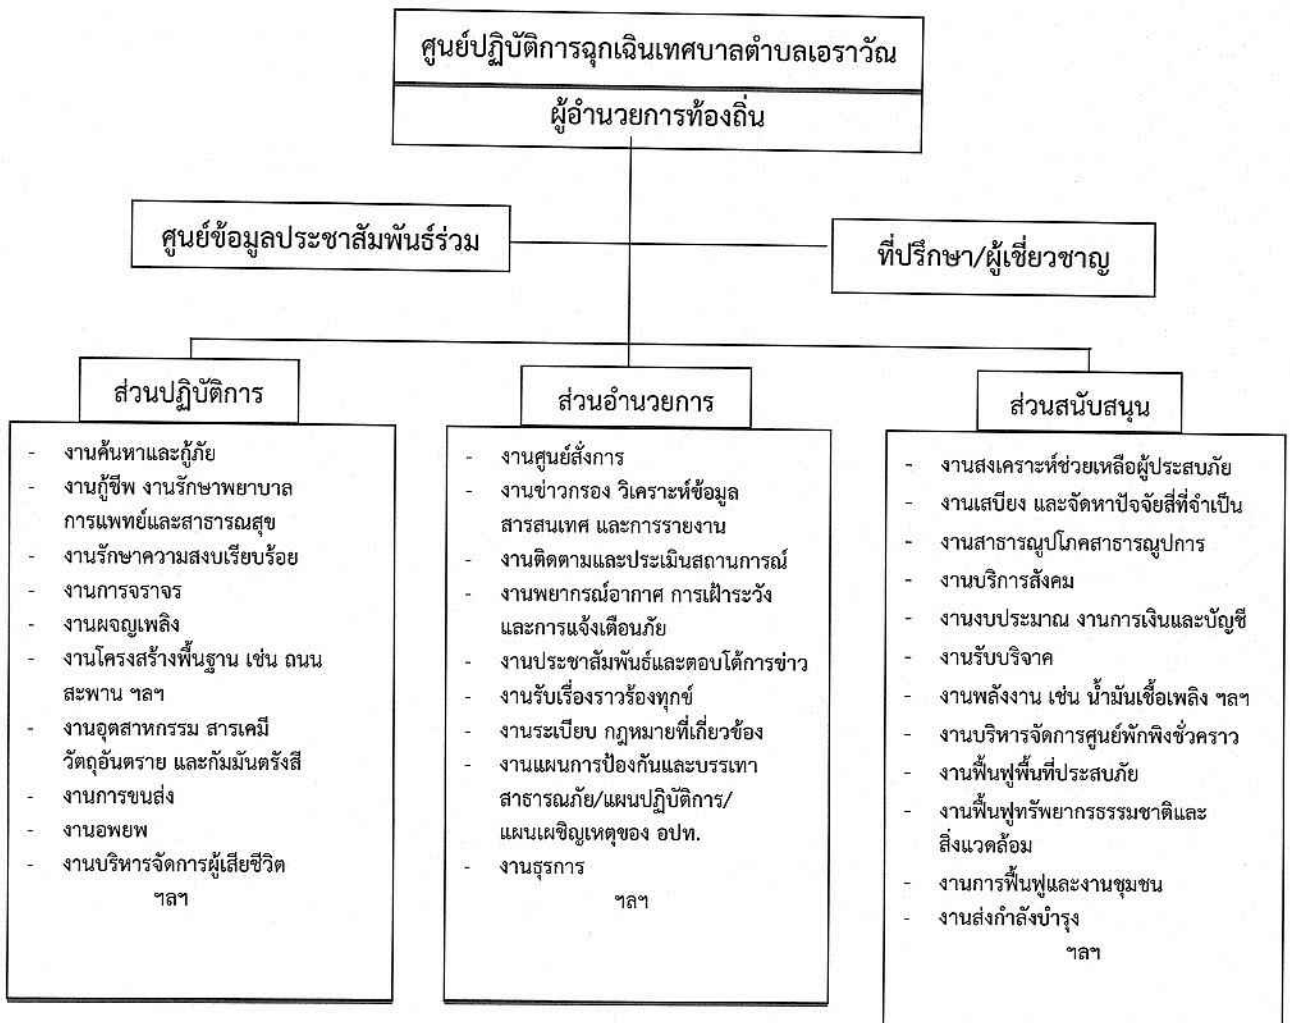 ศูนย์ปฏิบัติการฉุกเฉินเทศบาลตำบลเอราวัณ
ผู้อำนวยการท้องถิ่น
ศูนย์ข้อมูลประชาสัมพันธ์ร่วม
ที่ปรึกษา/ผู้เชี่ยวชาญ
ส่วนปฏิบัติการ
- งานค้นหาและกู้ภัย
- งานกู้ชีพ งานรักษาพยาบาล
การแพทย์และสาธารณสุข
- งานรักษาความสงบเรียบร้อย
- งานการจราจร
- งานผจญเพลิง
- งานโครงสร้างพื้นฐาน เช่น ถนน
สะพาน ฯลฯ
- งานอุตสาหกรรม สารเคมี
วัตถุอันตราย และกัมมันตรังสี
- งานการขนส่ง
- งานอพยพ
- งานบริหารจัดการผู้เสียชีวิต
ฯลฯ
ส่วนอำนวยการ
- งานศูนย์สั่งการ
- งานข่าวกรอง วิเคราะห์ข้อมูล
สารสนเทศ และการรายงาน
- งานติดตามและประเมินสถานการณ์
- งานพยากรณ์อากาศ การเฝ้าระวัง
และการแจ้งเตือนภัย
- งานประชาสัมพันธ์และตอบโต้การข่าว
- งานรับเรื่องราวร้องทุกข์
- งานระเบียบ กฎหมายที่เกี่ยวข้อง
- งานแผนการป้องกันและบรรเทา
สาธารณภัย/แผนปฏิบัติการ/
แผนเผชิญเหตุของ อปท.
- งานธุรการ
ฯลฯ
ส่วนสนับสนุน
- งานสงเคราะห์ช่วยเหลือผู้ประสบภัย
- งานเสบียง และจัดหาปัจจัยสี่ที่จำเป็น
- งานสาธารณูปโภคสาธารณูปการ
- งานบริการสังคม
- งานงบประมาณ งานการเงินและบัญชี
- งานรับบริจาค
- งานพลังงาน เช่น น้ำมันเชื้อเพลิง ฯลฯ
- งานบริหารจัดการศูนย์พักพิงชั่วคราว
- งานฟื้นฟูพื้นที่ประสบภัย
- งานฟื้นฟูทรัพยากรธรรมชาติและ
สิ่งแวดล้อม
- งานการฟื้นฟูและงานชุมชน
- งานส่งกำลังบำรุง
ฯลฯ